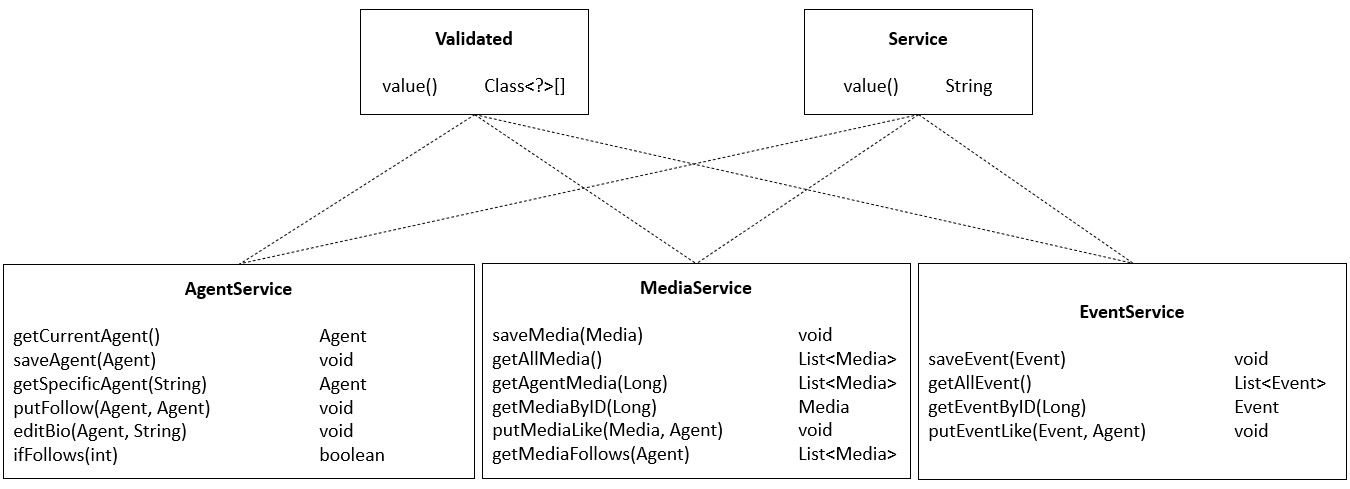 Validated
value() Class<?>[]
Service
value() String
AgentService
getCurrentAgent() Agent
saveAgent(Agent) void
getSpecificAgent(String) Agent
putFollow(Agent, Agent) void
editBio(Agent, String) void
ifFollows(int) boolean
MediaService
saveMedia(Media) void
getAllMedia() List<Media>
getAgentMedia(Long) List<Media>
getMediaByID(Long) Media
putMediaLike(Media, Agent) void
getMediaFollows(Agent) List<Media>
EventService
saveEvent(Event) void
getAllEvent() List<Event>
getEventByID(Long) Event
putEventLike(Event, Agent) void